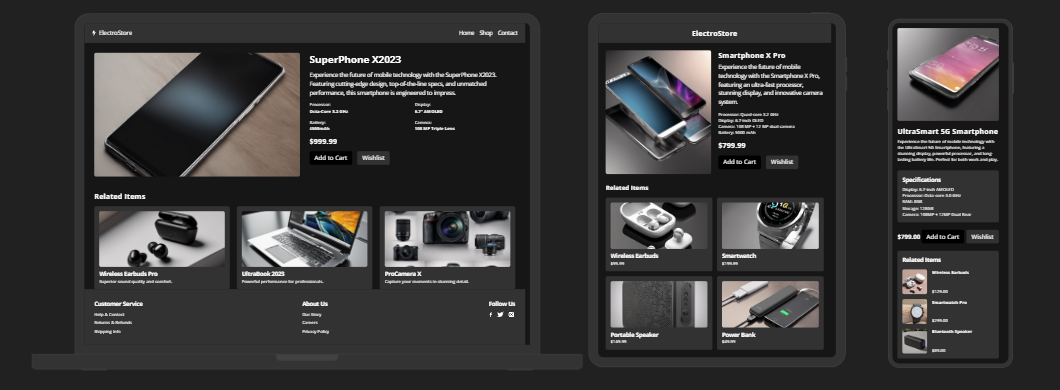 ElectroStore
Home Shop Contact
SuperPhone X2023
Experience the future of mobile technology with the SuperPhone X2023.
Featuring cutting-edge design, top-of-the-line specs, and unmatched
performance, this smartphone is engineered to impress.
Processor:
Octa-Core 3.2 GHz
Display:
6.7" AMOLED
Battery:
4500mAh
Camera:
108 MP Triple-Lens
$999.99
Add to Cart
Wishlist
Related Items
Wireless Earbuds Pro
Superior sound quality and comfort.
UltraBook 2023
Powerful performance for professionals.
ProCamera X
Capture your moments in stunning detail.
Customer Service
Help & Contact
Returns & Refunds
Shipping Info
About Us
Our Story
Careers
Privacy Policy
Follow Us
ElectroStore
Smartphone X Pro
Experience the future of mobile
technology with the Smartphone X Pro,
featuring an ultra-fast processor,
stunning display, and innovative camera
system.
Processor: Quad-core 3.2 GHz
Display: 6.7-inch OLED
Camera: 108 MP + 12 MP dual-camera
Battery: 5000 mAh
$799.99
Add to Cart
Wishlist
Related Items
Wireless Earbuds
$99.99
Smartwatch
$199.99
Portable Speaker
$149.99
Power Bank
$49.99
UltraSmart 5G Smartphone
Experience the future of mobile technology with
the UltraSmart 5G Smartphone, featuring a
stunning display, powerful processor, and long-
lasting battery life. Perfect for both work and play.
Specifications
Display: 6.7-inch AMOLED
Processor: Octa-core 3.0 GHz
RAM: 8GB
Storage: 128GB
Camera: 108MP + 12MP Dual Rear
$799.00
Add to Cart
Wishlist
Related Items
Wireless Earbuds
$129.00
Smartwatch Pro
$299.00
Bluetooth Speaker
$89.00